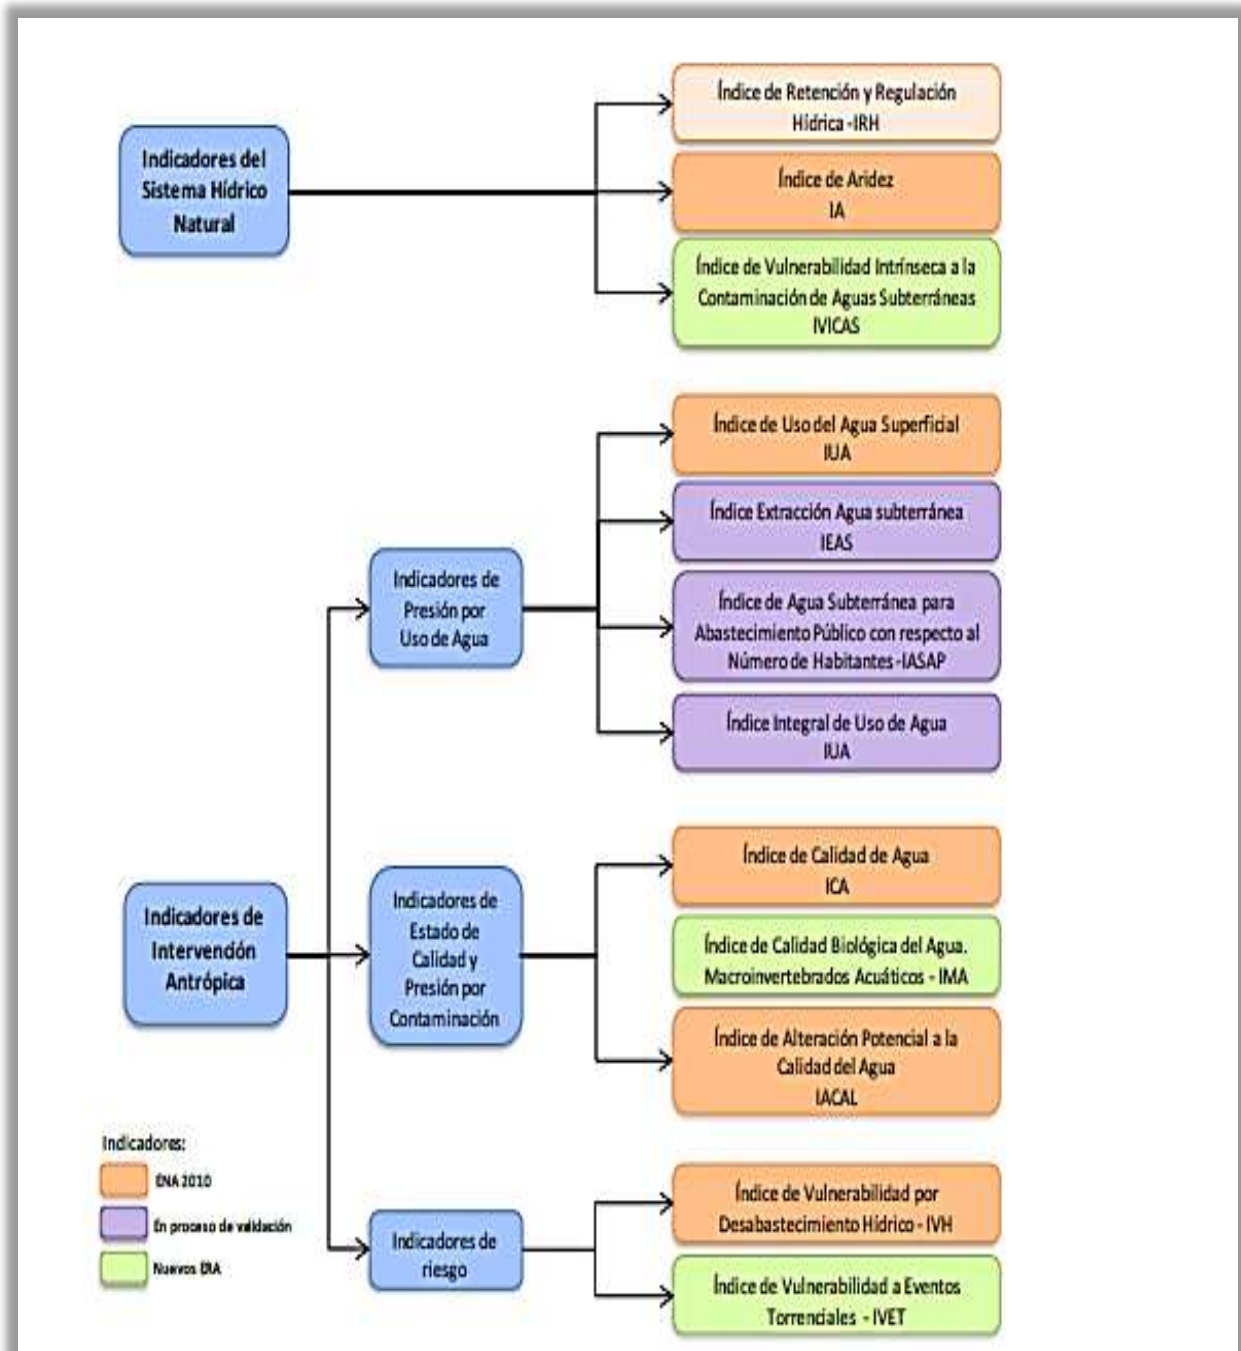 Indicadores del
Sistema Hídrico
Natural
Índice de Retención y Regulación
Hídrica -IRH
Índice de Aridez
IA
Índice de Vulnerabilidad Intrínseca a la
Contaminación de Aguas Subterráneas
IVICAS
Indicadores de
Intervención
Antrópica
Indicadores de
Presión por
Uso de Agua
Índice de Uso del Agua Superficial
IUA
Índice Extracción Agua subterránea
IEAS
Índice de Agua Subterránea para
Abastecimiento Público con respecto al
Número de Habitantes -IASAP
Índice Integral de Uso de Agua
IUA
Indicadores de
Estado de
Calidad y
Presión por
Contaminación
Índice de Calidad de Agua
ICA
Índice de Calidad Biológica del Agua.
Macroinvertebrados Acuáticos - IMA
Índice de Alteración Potencial a la
Calidad del Agua
IACAL
Indicadores de
riesgo
Índice de Vulnerabilidad por
Desabastecimiento Hídrico - IVH
Índice de Vulnerabilidad a Eventos
Torrenciales - IVET
Indicadores:
ENA 2010
En proceso de validación
Nuevos ERA